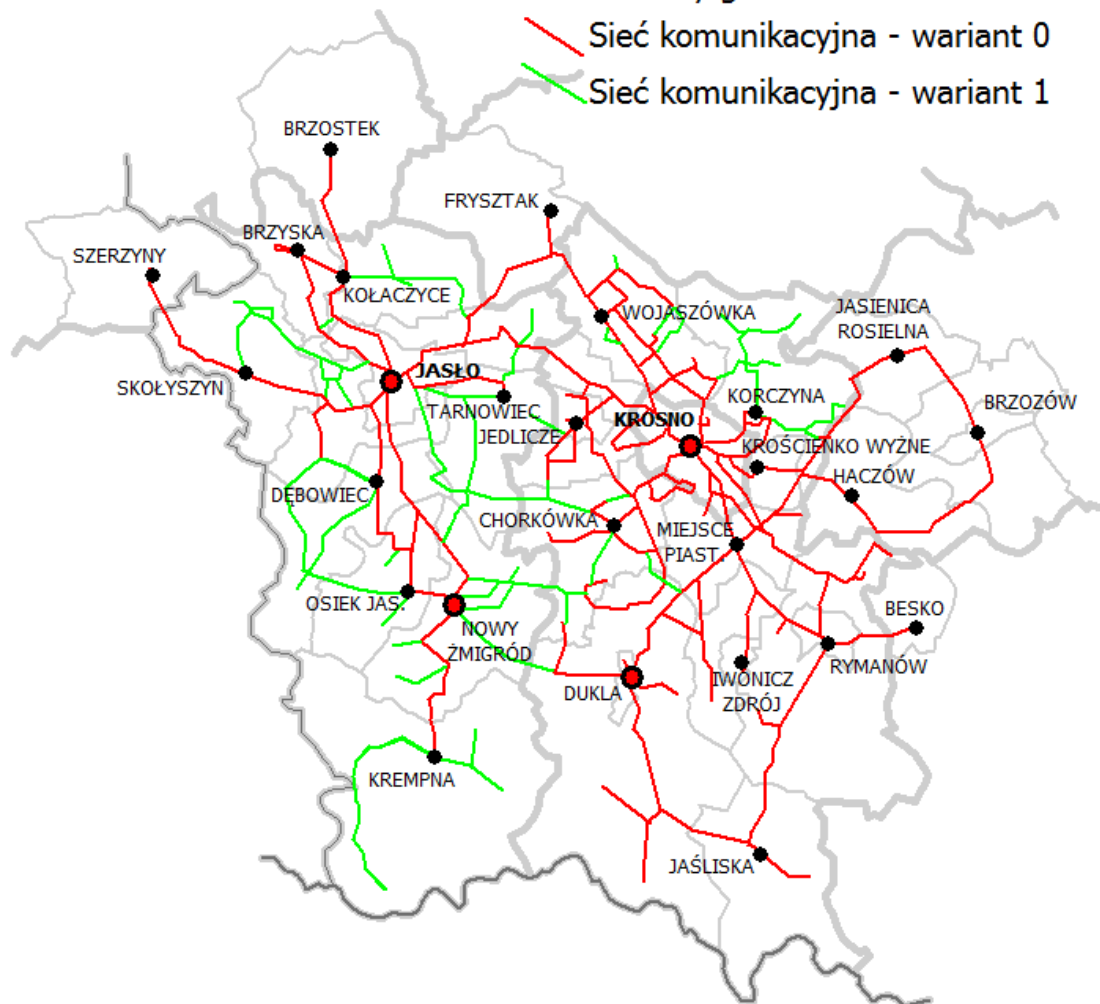 Sieć komunikacyjna - wariant 0
Sieć komunikacyjna - wariant 1
BRZOSTEK
FRYSZTAK
BRZYSKA
SZERZYNY
KOŁACZYCE
WOJASZÓWKA
JASIENICA
ROSIELNA
SKOŁYSZYN
JASŁO
TARNOWIEC
KORCZYNA
BRZOZÓW
JEDLICZE
KROSNO
KROŚCIENKO WYŻNE
HACZÓW
DĘBOWIEC
CHORKÓWKA
MIEJSCE
PIAST.
OSIEK JAS.
BESKO
NOWY
ŻMIGRÓD
RYMANÓW
DUKLA
IWONICZ
ZDRÓJ
KREMPNA
JAŚLISKA